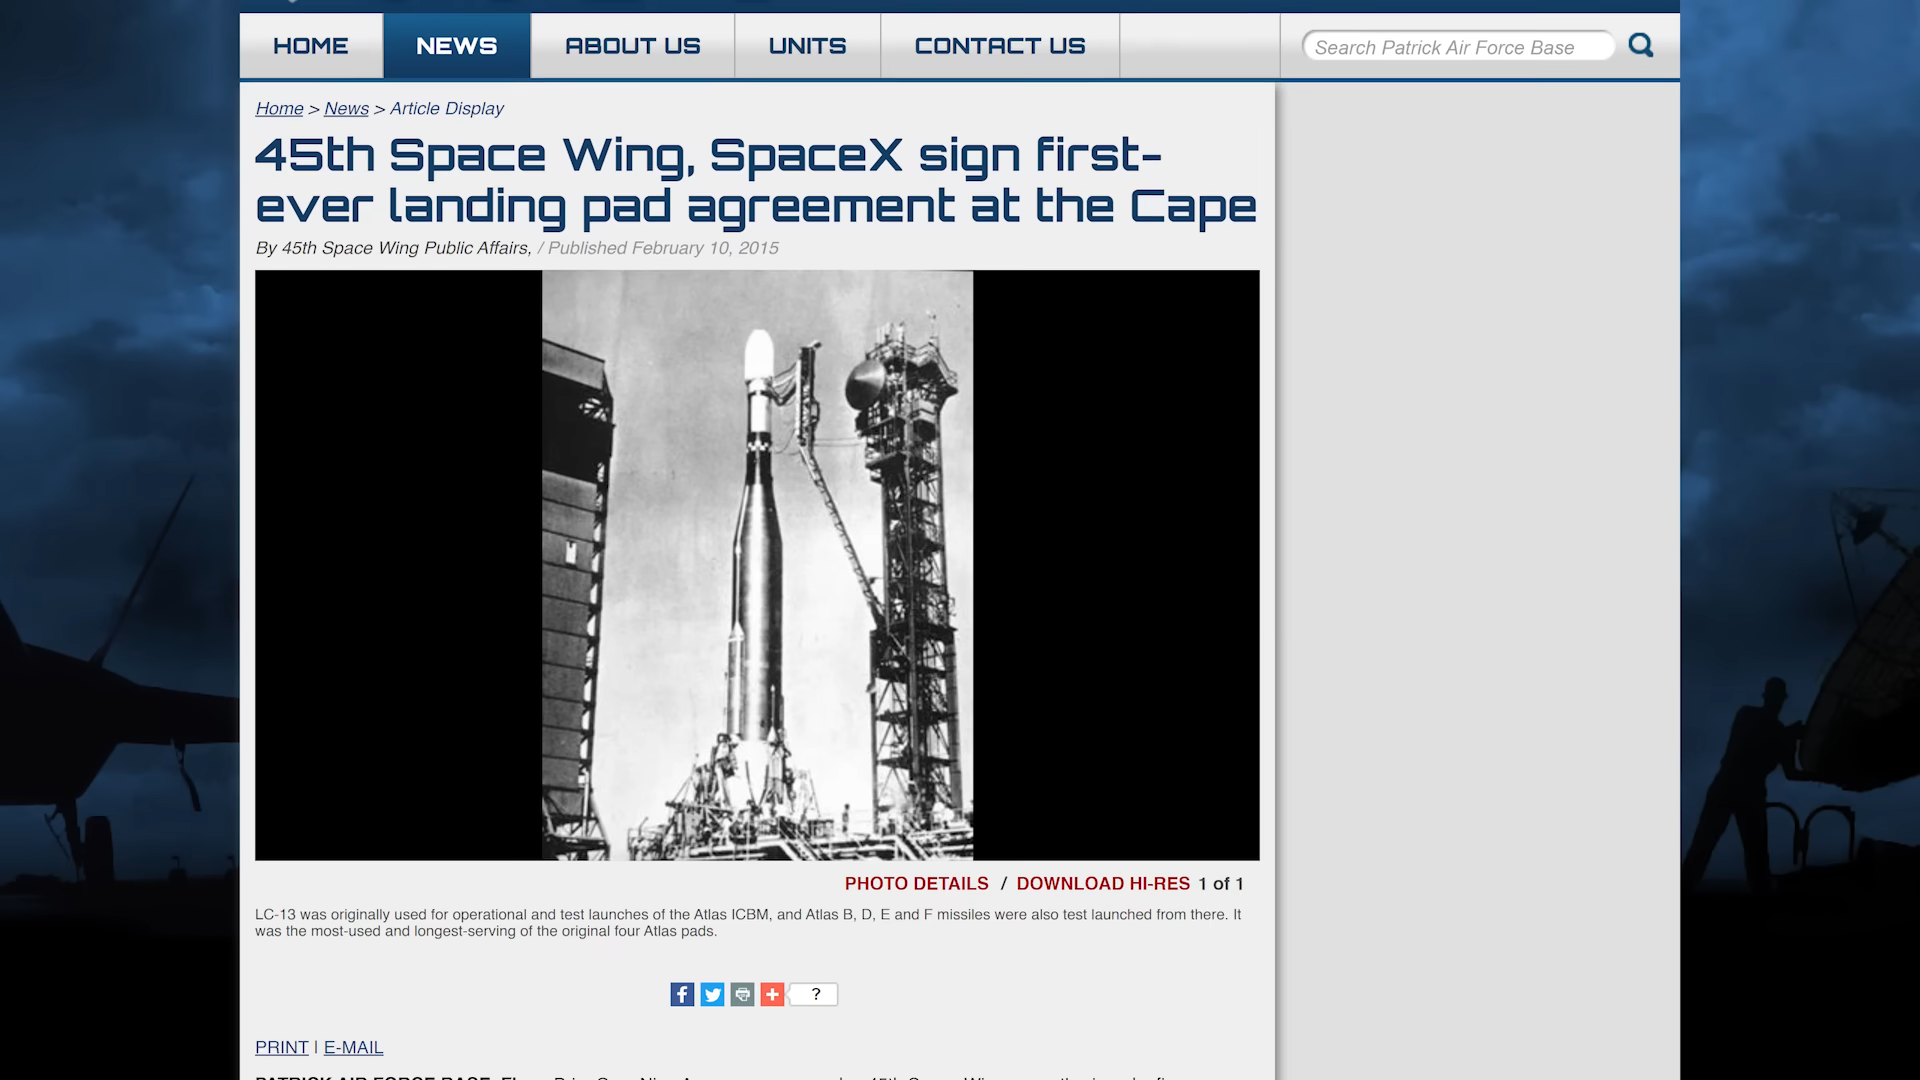 HOME NEWS ABOUT US UNITS CONTACT US Search Patrick Air Force Base
Home > News > Article Display
45th Space Wing, SpaceX sign first-
ever landing pad agreement at the Cape
By 45th Space Wing Public Affairs, / Published February 10, 2015
PHOTO DETAILS / DOWNLOAD HI-RES 1 of 1
LC-13 was originally used for operational and test launches of the Atlas ICBM, and Atlas B, D, E and F missiles were also test launched from there. It
was the most-used and longest-serving of the original four Atlas pads.
?
PRINT | E-MAIL
PATRICK AIR FORCE BASE,